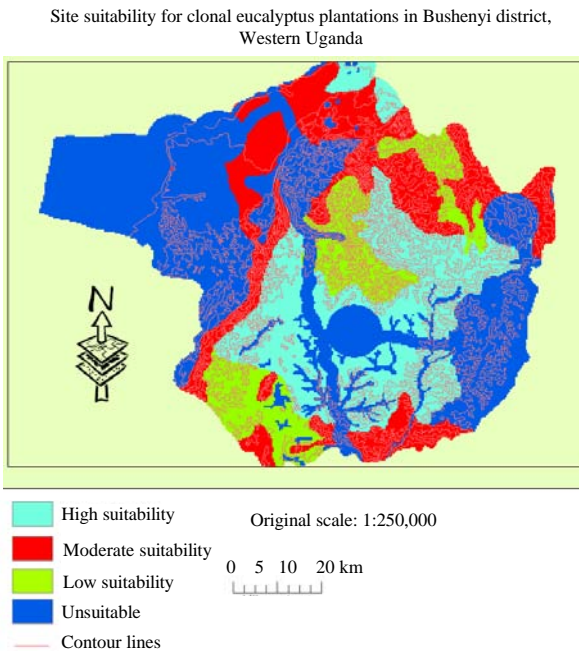 Site suitability for clonal eucalyptus plantations in Bushenyi district,
Western Uganda
N
High suitability
Moderate suitability
Low suitability
Unsuitable
Contour lines
Original scale: 1:250,000
0 5 10 20 km